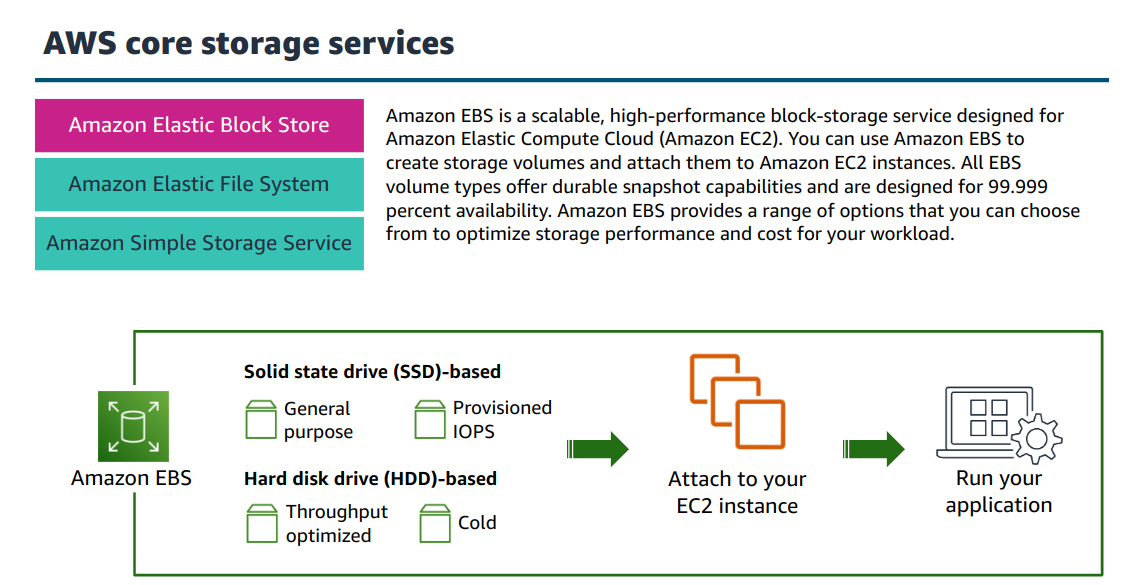 AWS core storage services
Amazon Elastic Block Store
Amazon Elastic File System
Amazon Simple Storage Service
Amazon EBS is a scalable, high-performance block-storage service designed for
Amazon Elastic Compute Cloud (Amazon EC2). You can use Amazon EBS to
create storage volumes and attach them to Amazon EC2 instances. All EBS
volume types offer durable snapshot capabilities and are designed for 99.999
percent availability. Amazon EBS provides a range of options that you can choose
from to optimize storage performance and cost for your workload.
Amazon EBS
Solid state drive (SSD)-based
General
purpose
Provisioned
IOPS
Hard disk drive (HDD)-based
Throughput
optimized
Cold
Attach to your
EC2 instance
Run your
application